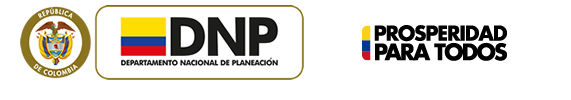 REPÚBLICA
DE COLOMBIA
DNP
DEPARTAMENTO NACIONAL DE PLANEACIÓN
PROSPERIDAD
PARA TODOS